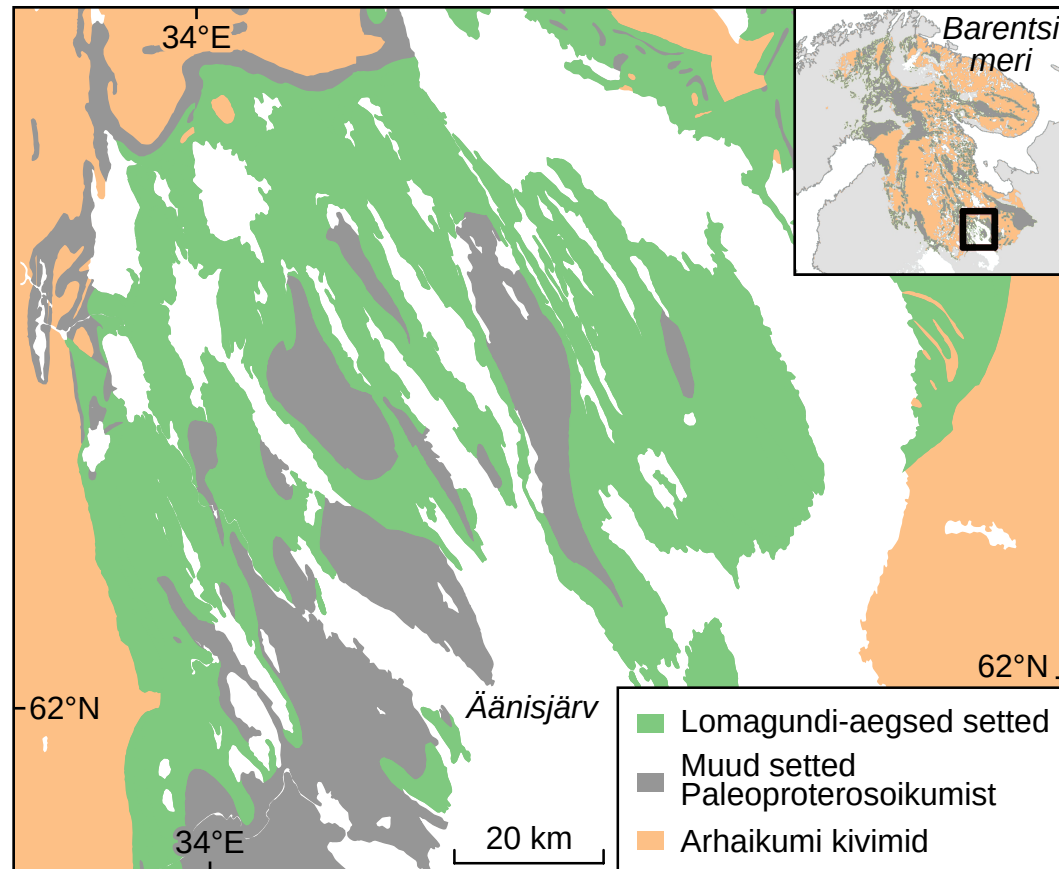 34°E
Barentsi
meri
62°N
62°N
Äänisjärv
Lomagundi-aegsed setted
Muud setted
Paleoproterosoikumist
Arhaikumi kivimid
34°E
20 km